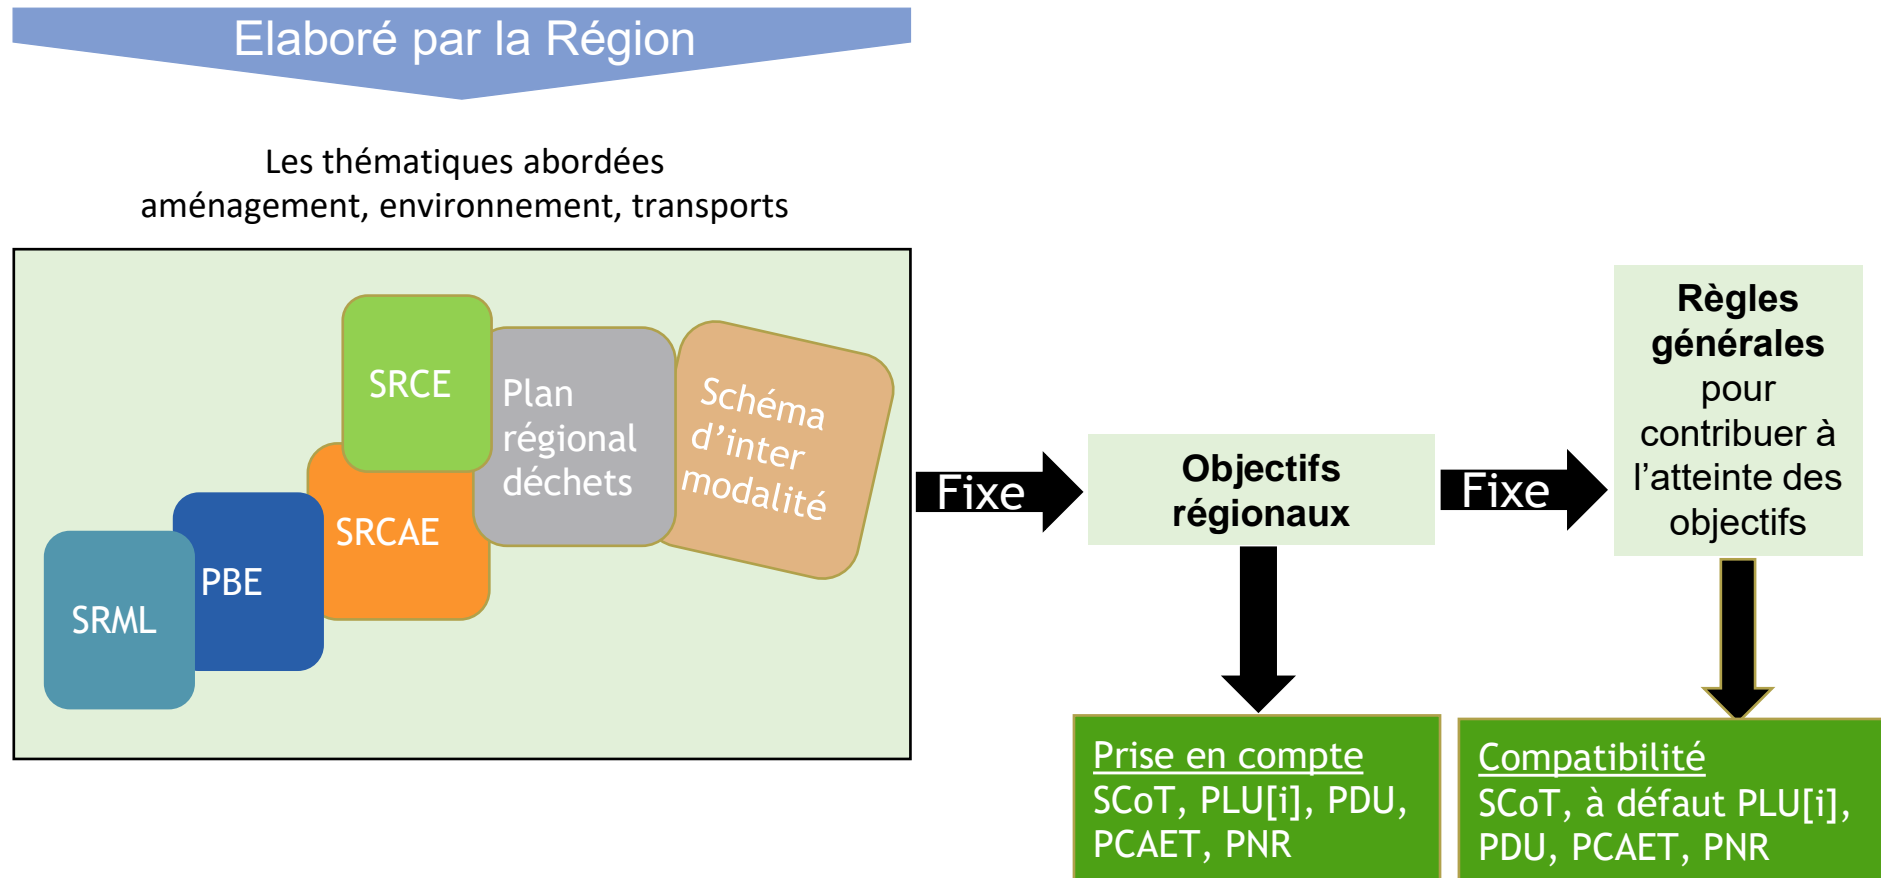 Elaboré par la Région
Les thématiques abordées
aménagement, environnement, transports
SRCE
Plan
régional
déchets
Schéma
d’inter
modalité
SRCAE
PBE
SRML
Fixe
Objectifs
régionaux
Fixe
Règles
générales
pour
contribuer à
l’atteinte des
objectifs
Prise en compte
SCoT, PLU[i], PDU,
PCAET, PNR
Compatibilité
SCoT, à défaut PLU[i],
PDU, PCAET, PNR